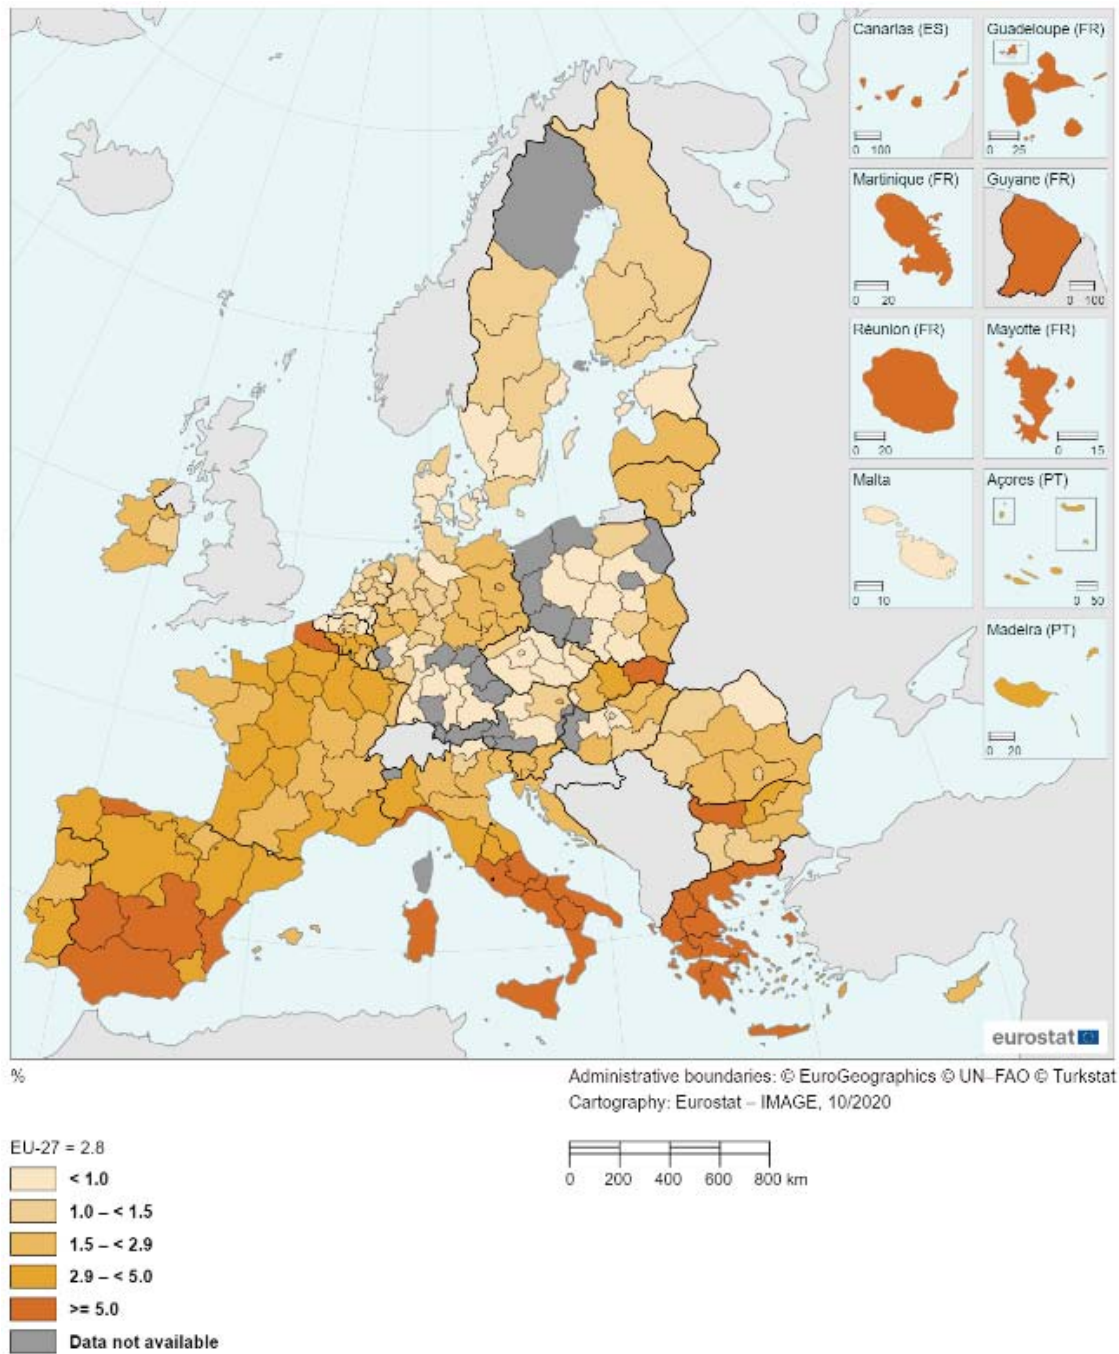 Canarias (ES)
0 100
Guadeloupe (FR)
0 25
Martinique (FR)
0 20
Guyane (FR)
0 100
Réunion (FR)
0 20
Mayotte (FR)
0 15
Malta
0 10
Açores (PT)
0 50
Madeira (PT)
0 20
eurostat
%
Administrative boundaries: © EuroGeographics © UN–FAO © Turkstat
Cartography: Eurostat – IMAGE, 10/2020
EU-27 = 2.8
< 1.0
1.0 – < 1.5
1.5 – < 2.9
2.9 – < 5.0
>= 5.0
Data not available
0 200 400 600 800 km